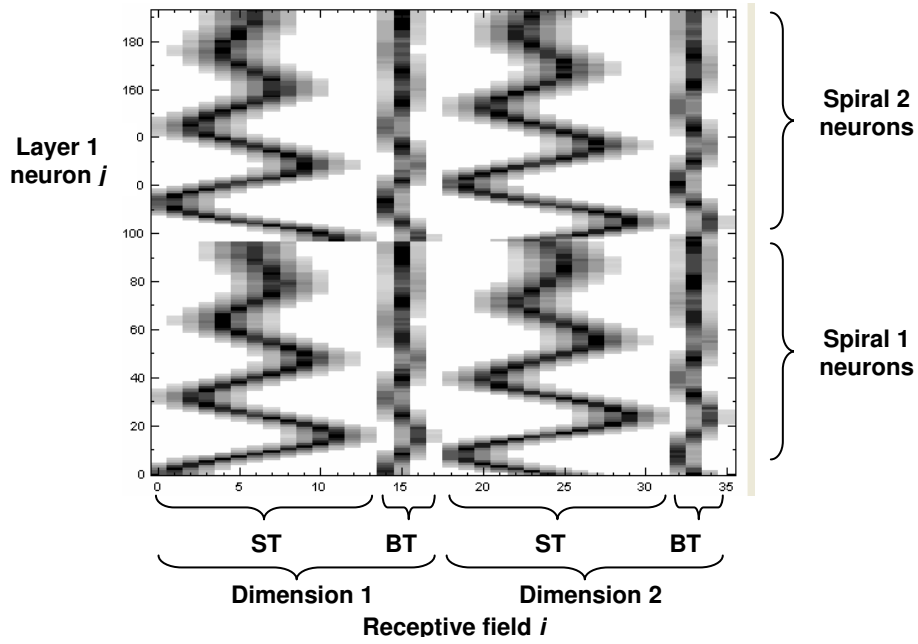 180
160
0
0
100
80
60
40
20
0
Layer 1
neuron j
Spiral 2
neurons
Spiral 1
neurons
0 5 10 15 20 25 30 35
ST BT ST BT
Dimension 1 Dimension 2
Receptive field i